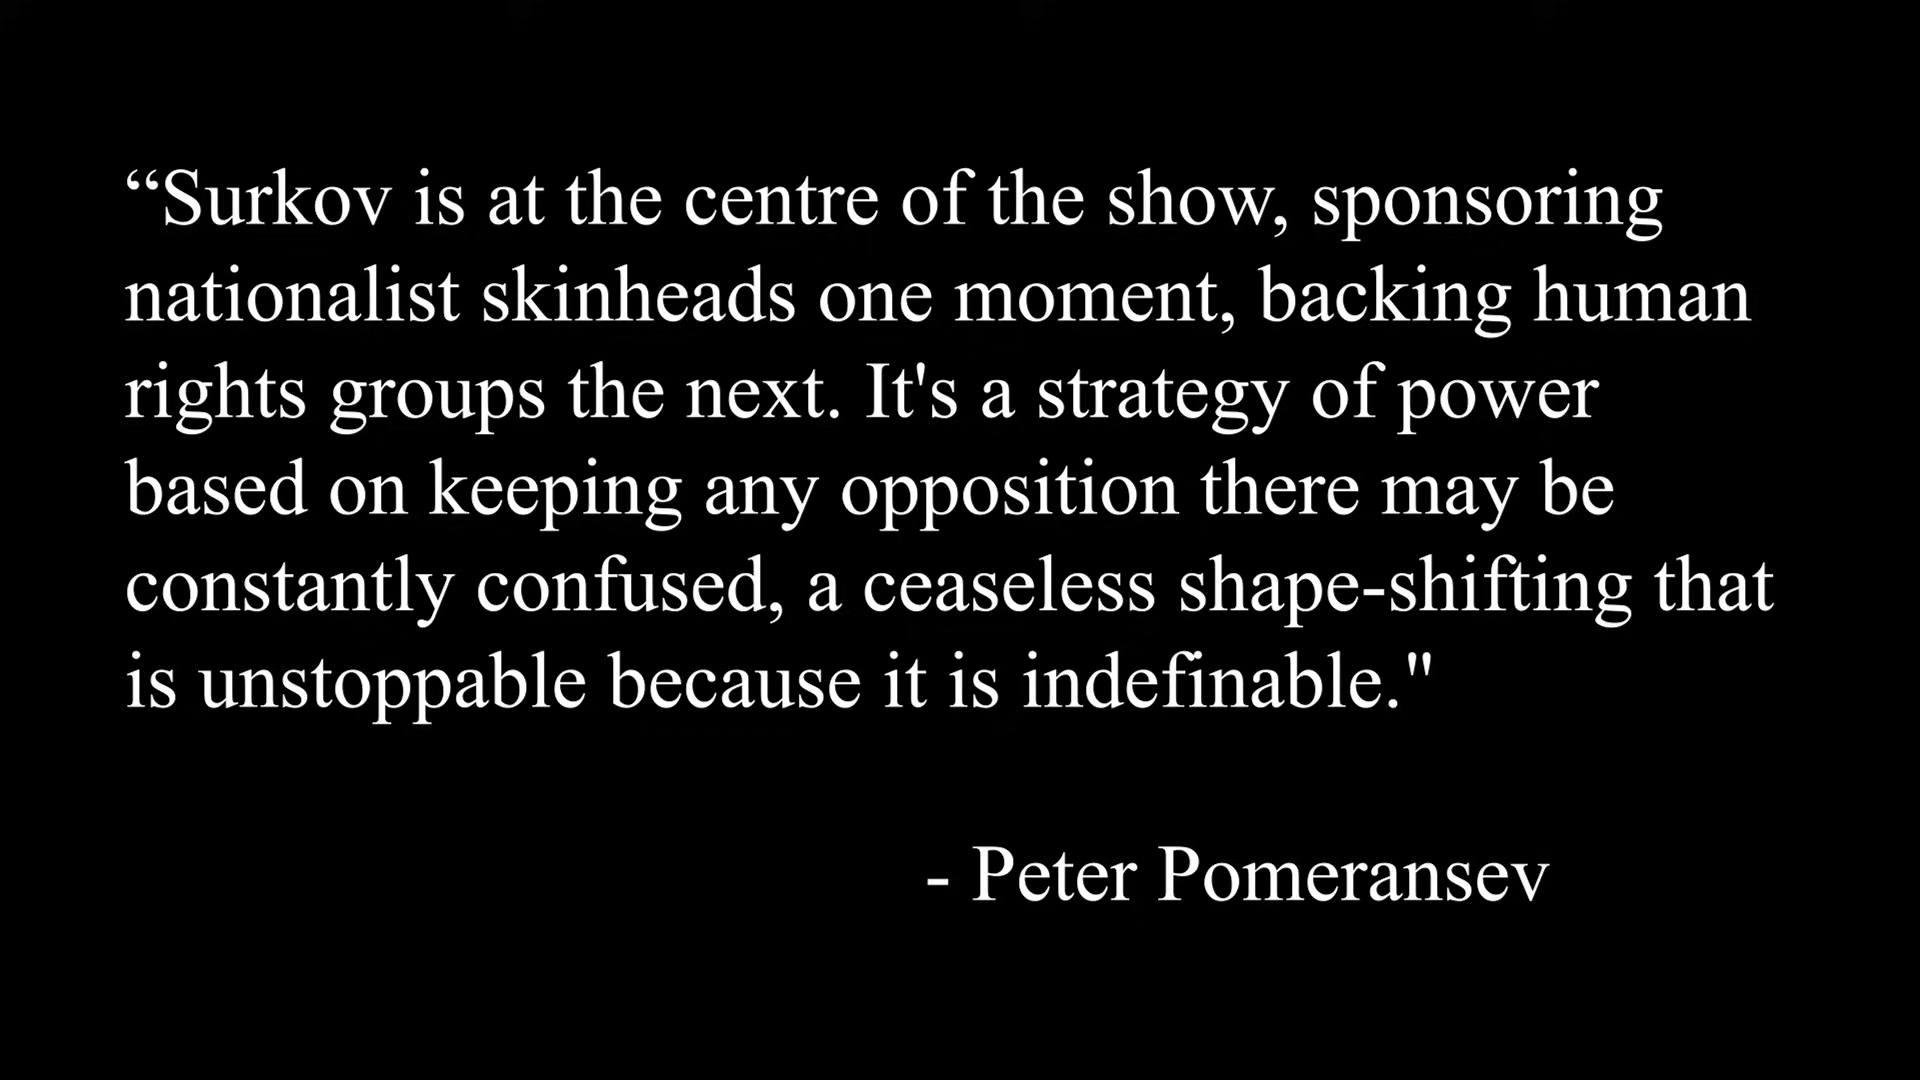 “Surkov is at the centre of the show, sponsoring
nationalist skinheads one moment, backing human
rights groups the next. It's a strategy of power
based on keeping any opposition there may be
constantly confused, a ceaseless shape-shifting that
is unstoppable because it is indefinable."
- Peter Pomeransev